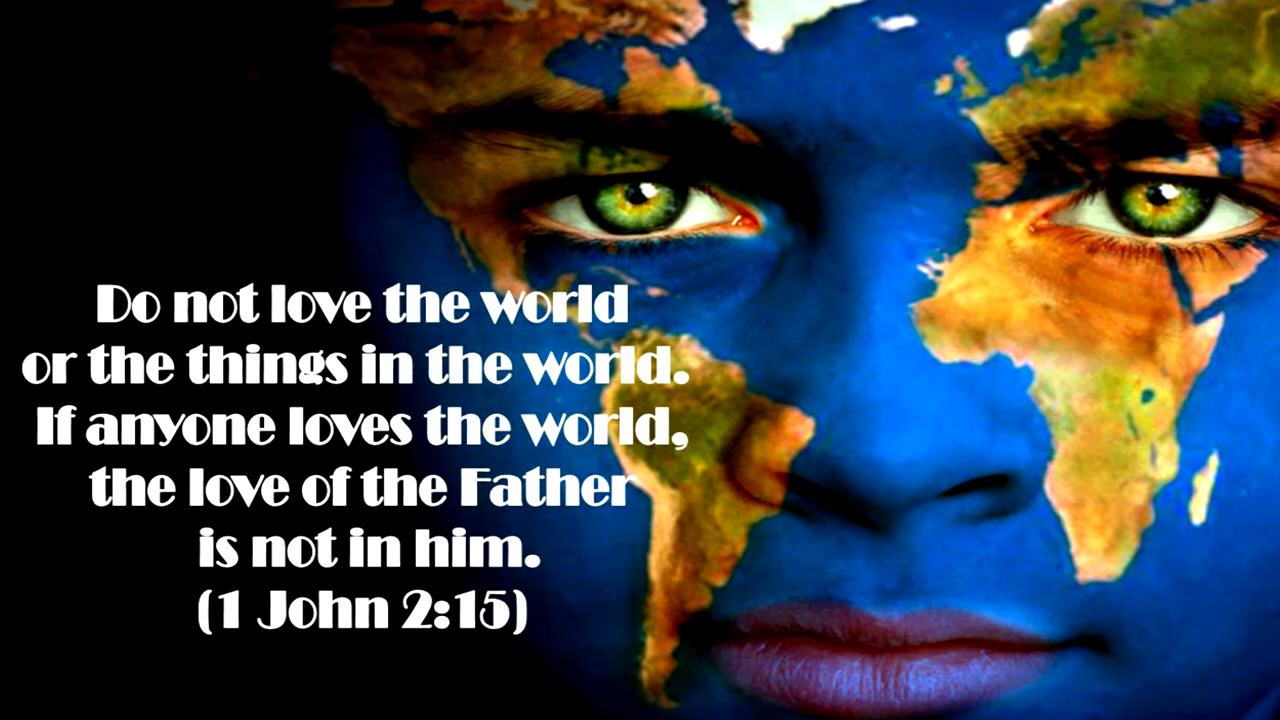 Do not love the world
or the things in the world.
If anyone loves the world,
the love of the Father
is not in him.
(1 John 2:15)